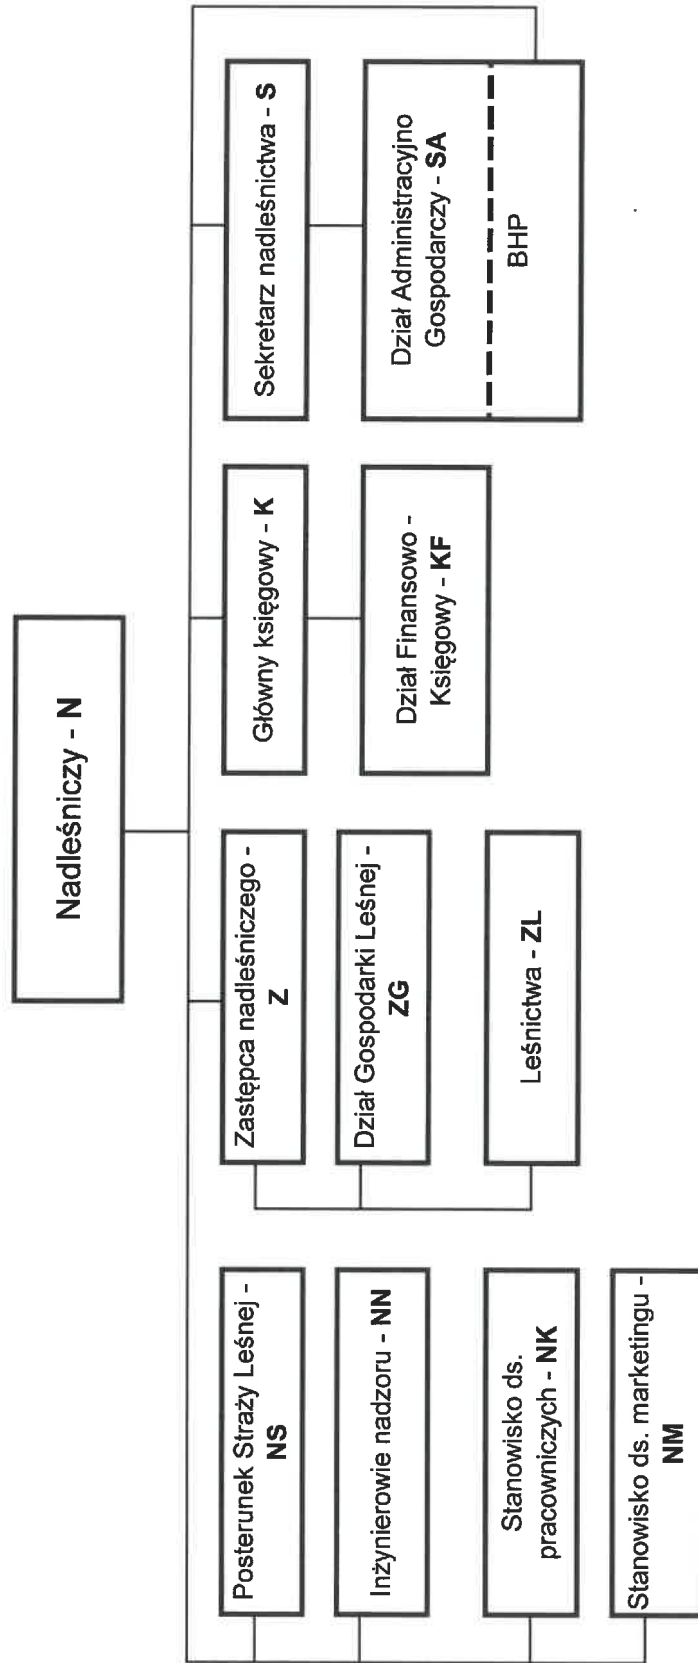 Nadleśniczy - N
Posterunek Straży Leśnej -
NS
Inżynierowie nadzoru - NN
Stanowisko ds.
pracowniczych - NK
Stanowisko ds. marketingu -
NM
Zastępca nadleśniczego -
Z
Dział Gospodarki Leśnej -
ZG
Leśnictwa - ZL
Główny księgowy - K
Dział Finansowo -
Księgowy - KF
Sekretarz nadleśnictwa - S
Dział Administracyjno
Gospodarczy - SA
BHP